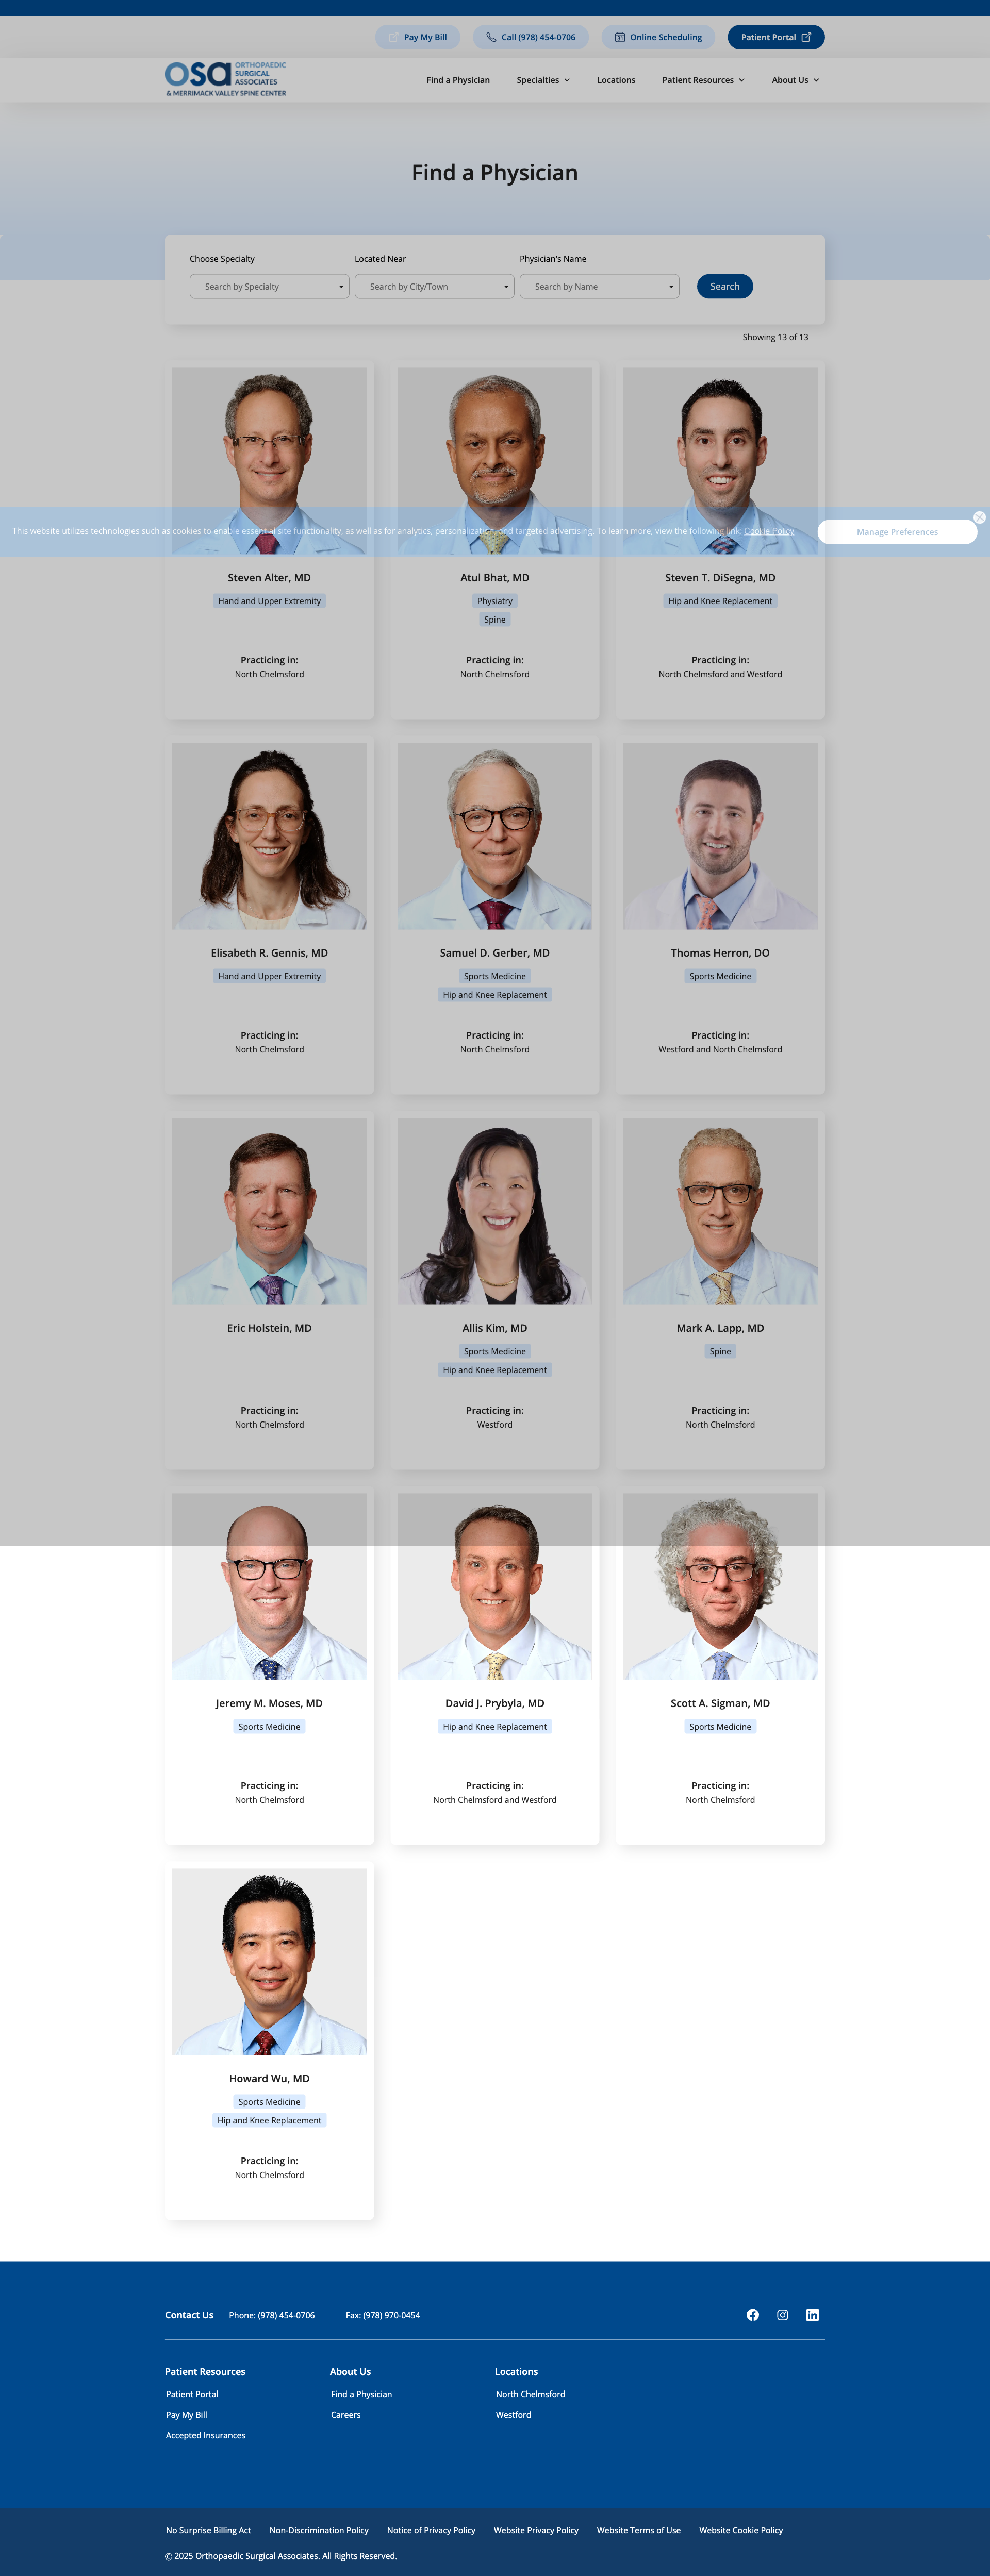 Pay My Bill
Call (978) 454-0706
Online Scheduling
Patient Portal
osa ORTHOPAEDIC
SURGICAL
ASSOCIATES
& MERRIMACK VALLEY SPINE CENTER
Find a Physician
Specialties
Locations
Patient Resources
About Us
Find a Physician
Choose Specialty
Located Near
Physician's Name
Search by Specialty
Search by City/Town
Search by Name
Search
Showing 13 of 13
This website utilizes technologies such as cookies to enable essential site functionality, as well as for analytics, personalization, and targeted advertising. To learn more, view the following link: Cookie Policy
Manage Preferences
Steven Alter, MD
Hand and Upper Extremity
Practicing in:
North Chelmsford
Atul Bhat, MD
Physiatry
Spine
Practicing in:
North Chelmsford
Steven T. DiSegna, MD
Hip and Knee Replacement
Practicing in:
North Chelmsford and Westford
Elisabeth R. Gennis, MD
Hand and Upper Extremity
Practicing in:
North Chelmsford
Samuel D. Gerber, MD
Sports Medicine
Hip and Knee Replacement
Practicing in:
North Chelmsford
Thomas Herron, DO
Sports Medicine
Practicing in:
Westford and North Chelmsford
Eric Holstein, MD
Practicing in:
North Chelmsford
Allis Kim, MD
Sports Medicine
Hip and Knee Replacement
Practicing in:
Westford
Mark A. Lapp, MD
Spine
Practicing in:
North Chelmsford
Jeremy M. Moses, MD
Sports Medicine
Practicing in:
North Chelmsford
David J. Prybyla, MD
Hip and Knee Replacement
Practicing in:
North Chelmsford and Westford
Scott A. Sigman, MD
Sports Medicine
Practicing in:
North Chelmsford
Howard Wu, MD
Sports Medicine
Hip and Knee Replacement
Practicing in:
North Chelmsford
Contact Us
Phone: (978) 454-0706
Fax: (978) 970-0454
Patient Resources
Patient Portal
Pay My Bill
Accepted Insurances
About Us
Find a Physician
Careers
Locations
North Chelmsford
Westford
No Surprise Billing Act
Non-Discrimination Policy
Notice of Privacy Policy
Website Privacy Policy
Website Terms of Use
Website Cookie Policy
© 2025 Orthopaedic Surgical Associates. All Rights Reserved.